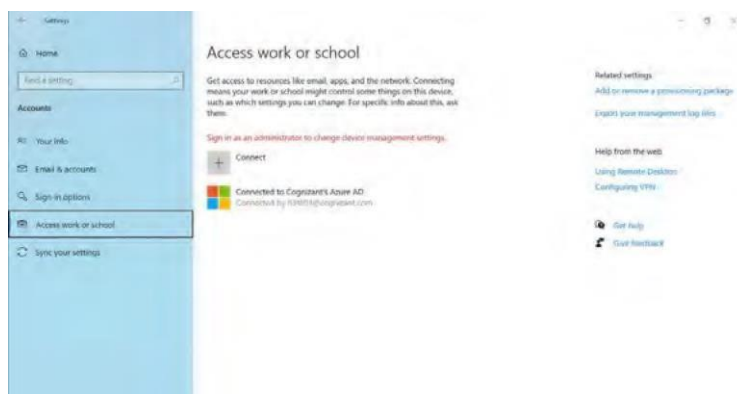 Settings
Home
Find a setting
Accounts
Your info
Email & accounts
Sign-in options
Access work or school
Sync your settings
Access work or school
Get access to resources like email, apps, and the network. Connecting
means your work or school might control some things on this device,
such as which settings you can change. For specific info about this, ask
them.
Sign in as an administrator to change device management settings.
Connect
Connected to Cognizant's Azure AD
Connected by
Related settings
Add or remove a provisioning package
Export your management log files
Help from the web
Using Remote Desktop
Configuring VPN
Get help
Give feedback